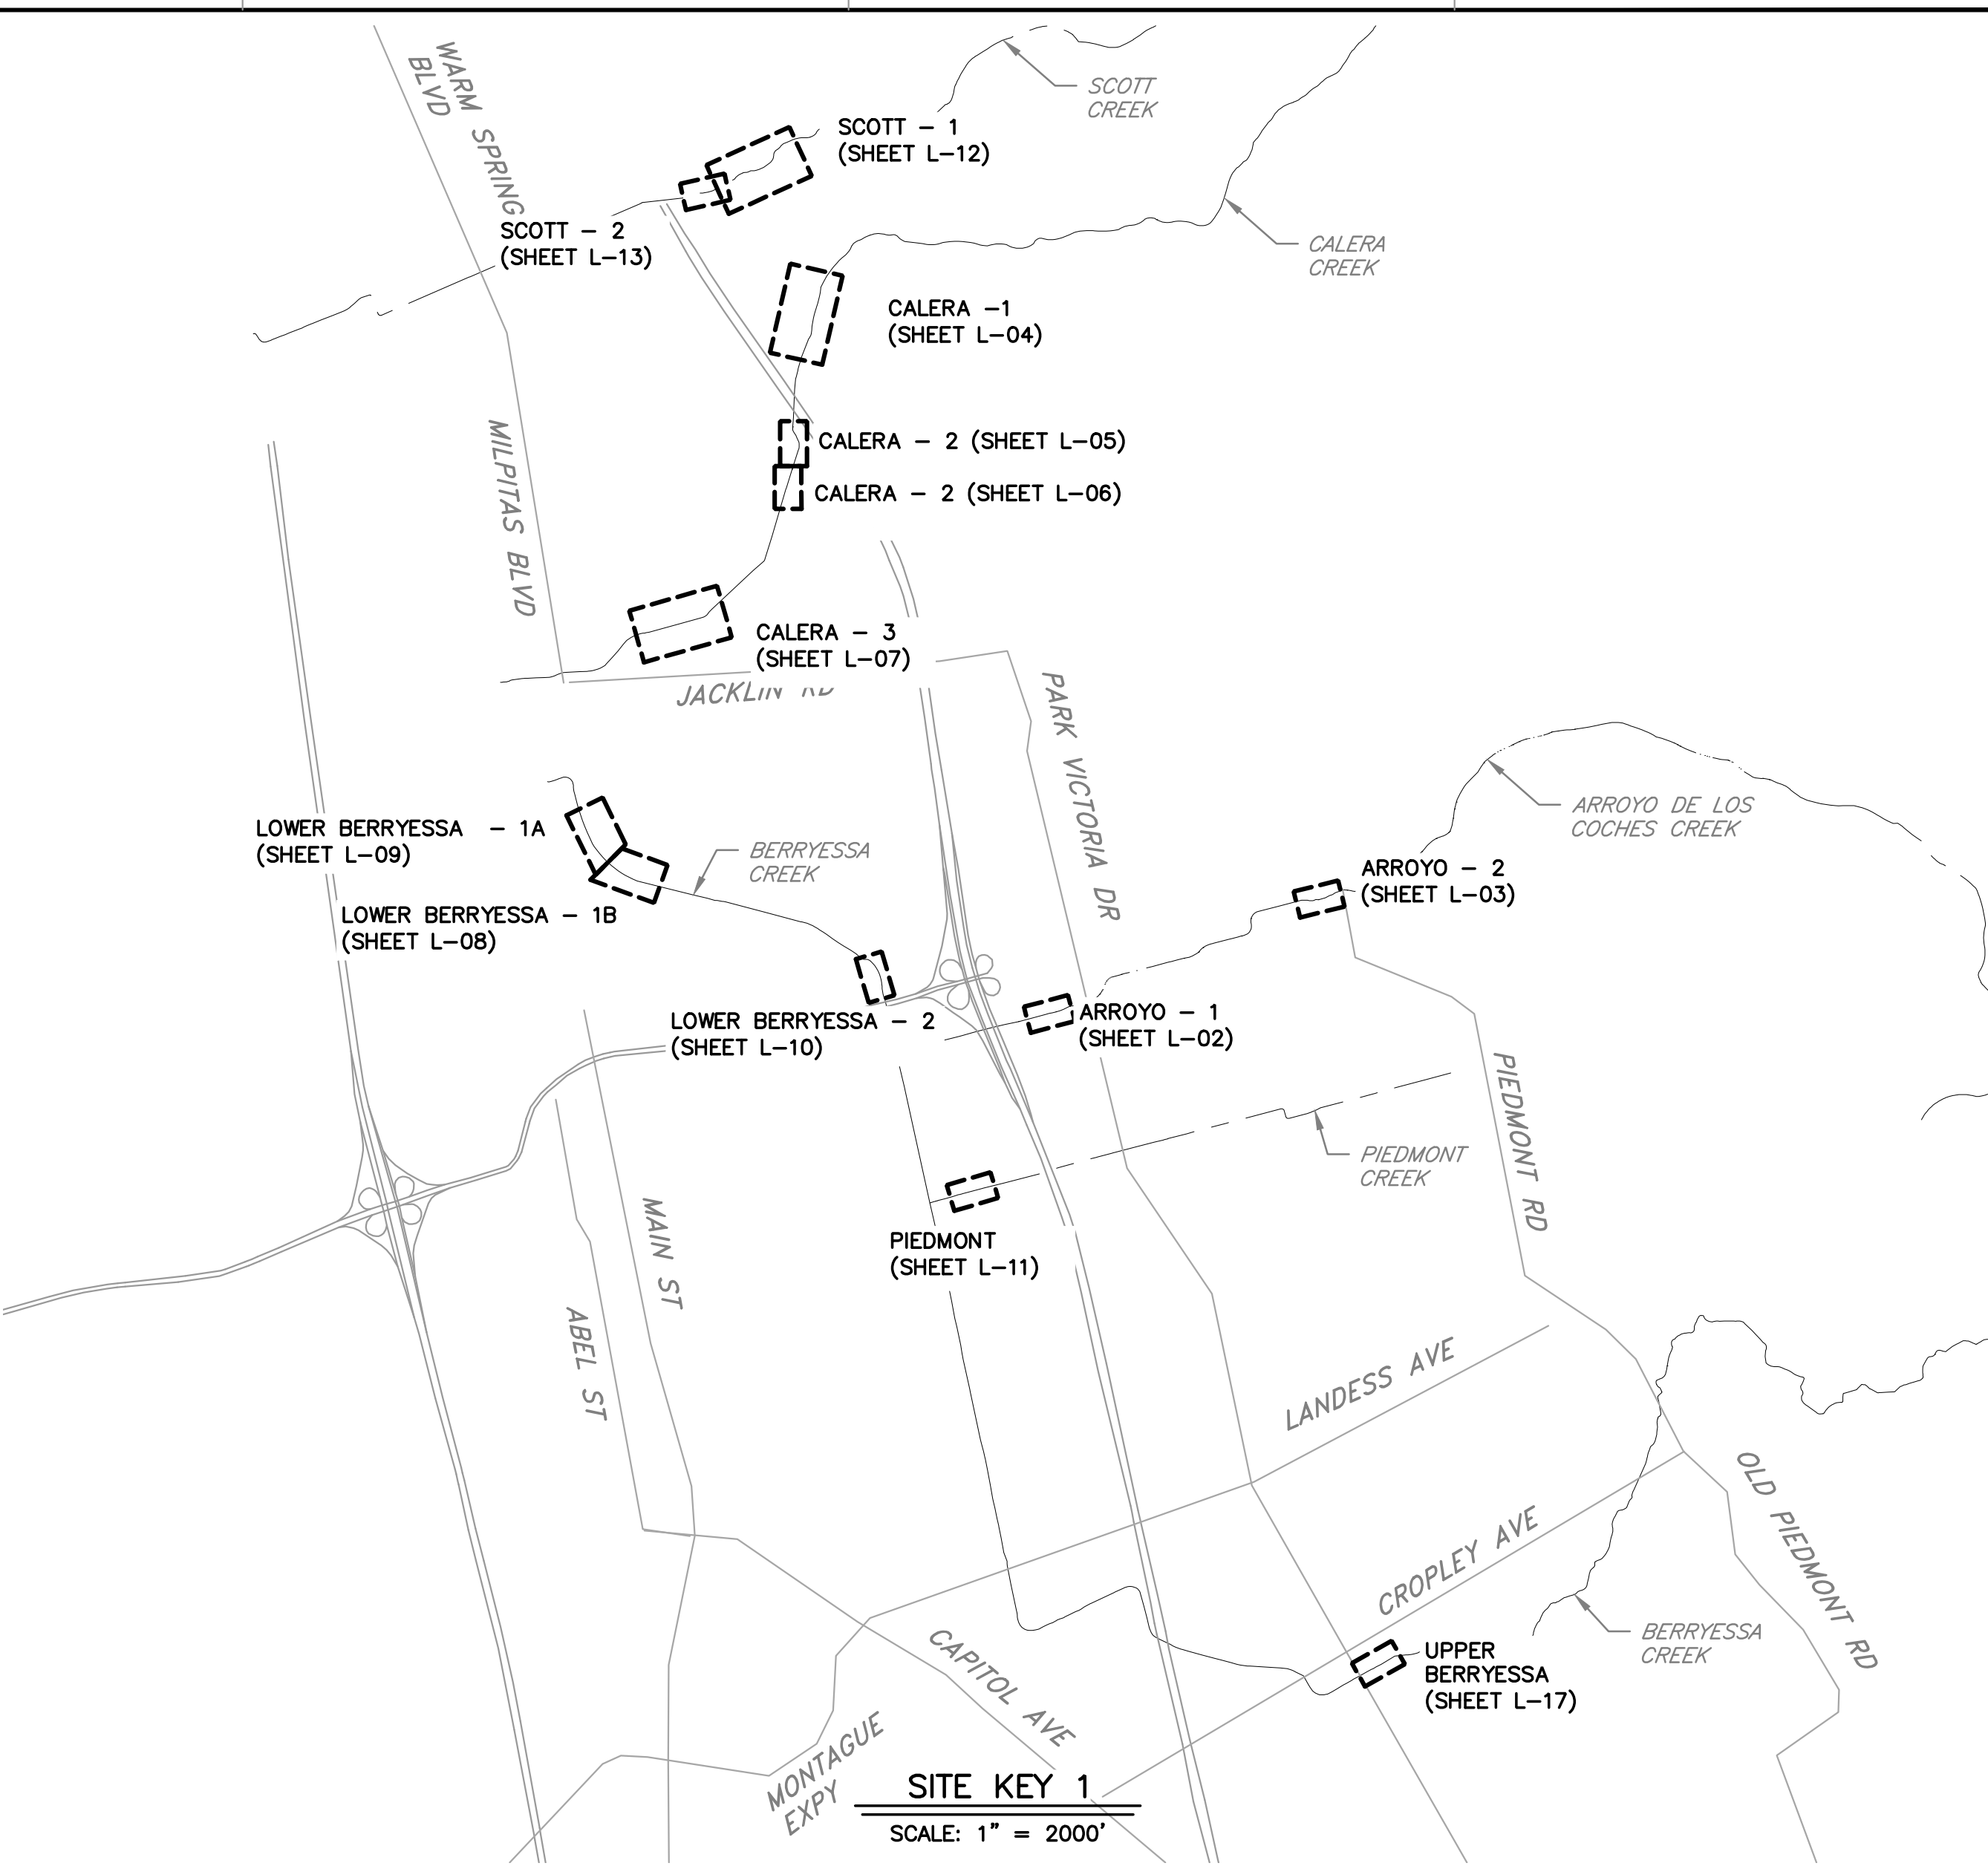 WARM SPRING
BLVD
SCOTT
CREEK
SCOTT - 1
(SHEET L-12)
SCOTT - 2
(SHEET L-13)
CALERA
CREEK
CALERA -1
(SHEET L-04)
MILPITAS BLVD
CALERA - 2 (SHEET L-05)
CALERA - 2 (SHEET L-06)
CALERA - 3
(SHEET L-07)
JACKLIN RD
PARK VICTORIA DR
ARROYO DE LOS
COCHES CREEK
LOWER BERRYESSA - 1A
(SHEET L-09)
BERRYESSA
CREEK
ARROYO - 2
(SHEET L-03)
LOWER BERRYESSA - 1B
(SHEET L-08)
LOWER BERRYESSA - 2
(SHEET L-10)
ARROYO - 1
(SHEET L-02)
PIEDMONT RD
PIEDMONT
CREEK
MAIN ST
PIEDMONT
(SHEET L-11)
ABEL ST
LANDESS AVE
OLD PIEDMONT RD
CROPLEY AVE
BERRYESSA
CREEK
UPPER
BERRYESSA
(SHEET L-17)
CAPITOL AVE
MONTAGUE
EXPY
SITE KEY 1
SCALE: 1" = 2000'